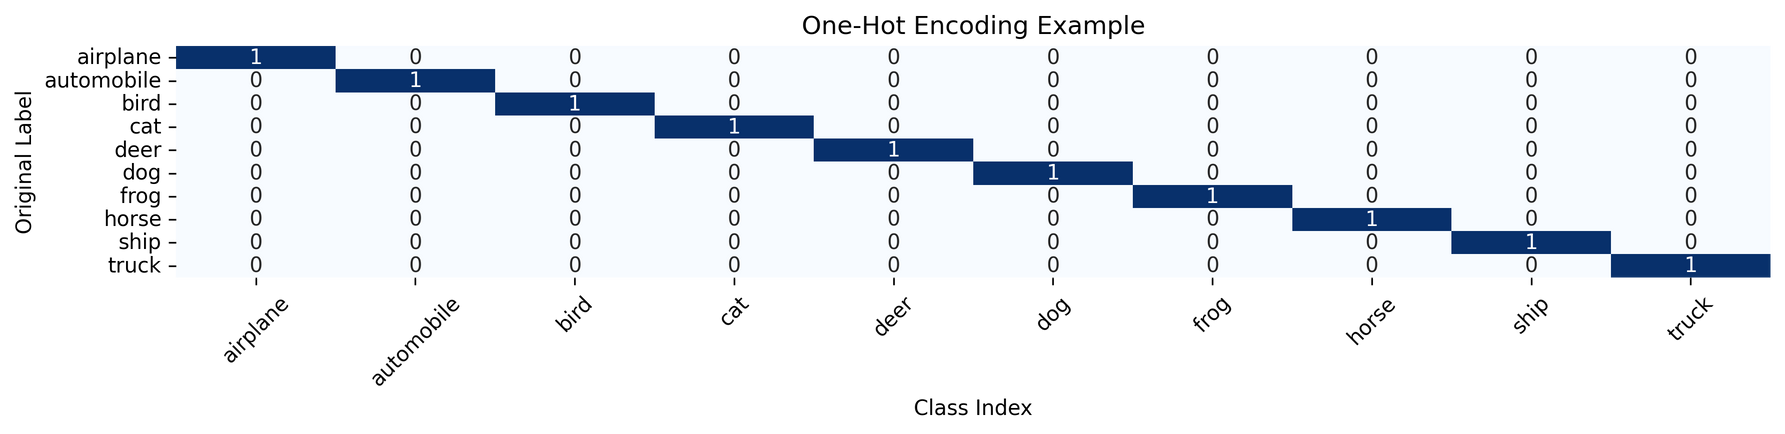 One-Hot Encoding Example
Original Label
airplane 1 0 0 0 0 0 0 0 0 0
automobile 0 1 0 0 0 0 0 0 0 0
bird 0 0 1 0 0 0 0 0 0 0
cat 0 0 0 1 0 0 0 0 0 0
deer 0 0 0 0 1 0 0 0 0 0
dog 0 0 0 0 0 1 0 0 0 0
frog 0 0 0 0 0 0 1 0 0 0
horse 0 0 0 0 0 0 0 1 0 0
ship 0 0 0 0 0 0 0 0 1 0
truck 0 0 0 0 0 0 0 0 0 1
airplane automobile bird cat deer dog frog horse ship truck
Class Index